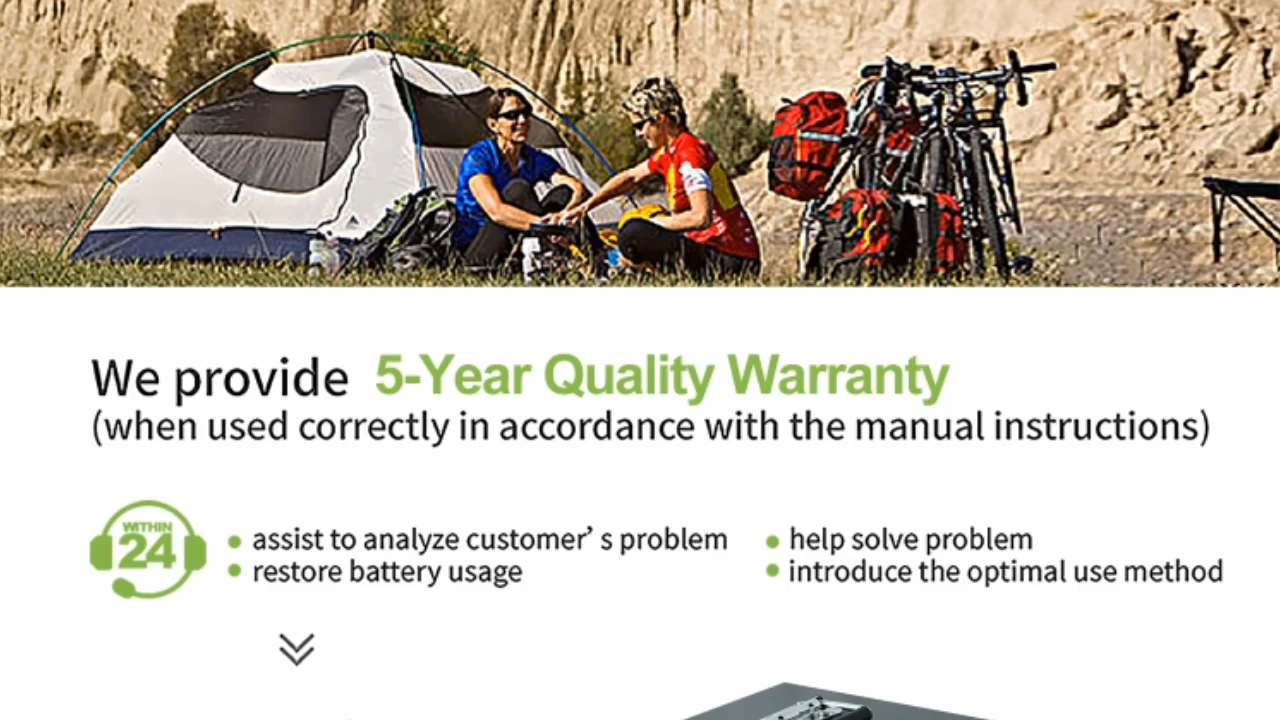 We provide 5-Year Quality Warranty
(when used correctly in accordance with the manual instructions)
WITHIN
24
assist to analyze customer’ s problem
restore battery usage
help solve problem
introduce the optimal use method